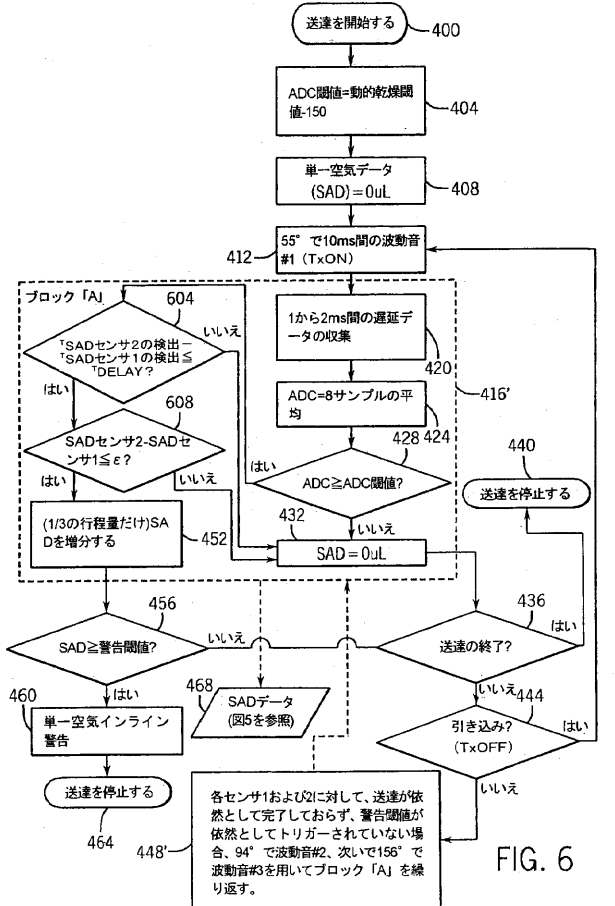 送達を開始する
400
ADC閾値=動的乾燥閾
値-150
404
単一空気データ
(SAD)=0uL
408
55°で10ms間の波動音
#1(TxON)
412
ブロック「A」
604
TSADセンサ2の検出－
TSADセンサ1の検出≦
TDELAY?
いいえ
はい
1から2ms間の遅延デ
ータの収集
420
416'
ADC=8サンプルの平
均
424
608
SADセンサ2-SADセ
ンサ1≦ε?
はい
いいえ
428
ADC≧ADC閾値?
はい
いいえ
440
送達を停止する
(1/3の行程量だけ)SA
Dを増分する
452
432
SAD=0uL
456
SAD≧警告閾値?
いいえ
はい
436
送達の終了?
はい
いいえ
460
単一空気インライン
警告
468
SADデータ
(図5を参照)
444
引き込み?
(TxOFF)
はい
いいえ
送達を停止する
464
各センサ1および2に対して、送達が依
然として完了しておらず、警告閾値が
依然としてトリガーされていない場
合、94°で波動音#2、次いで156°で
波動音#3を用いてブロック「A」を繰
り返す。
448'
FIG. 6